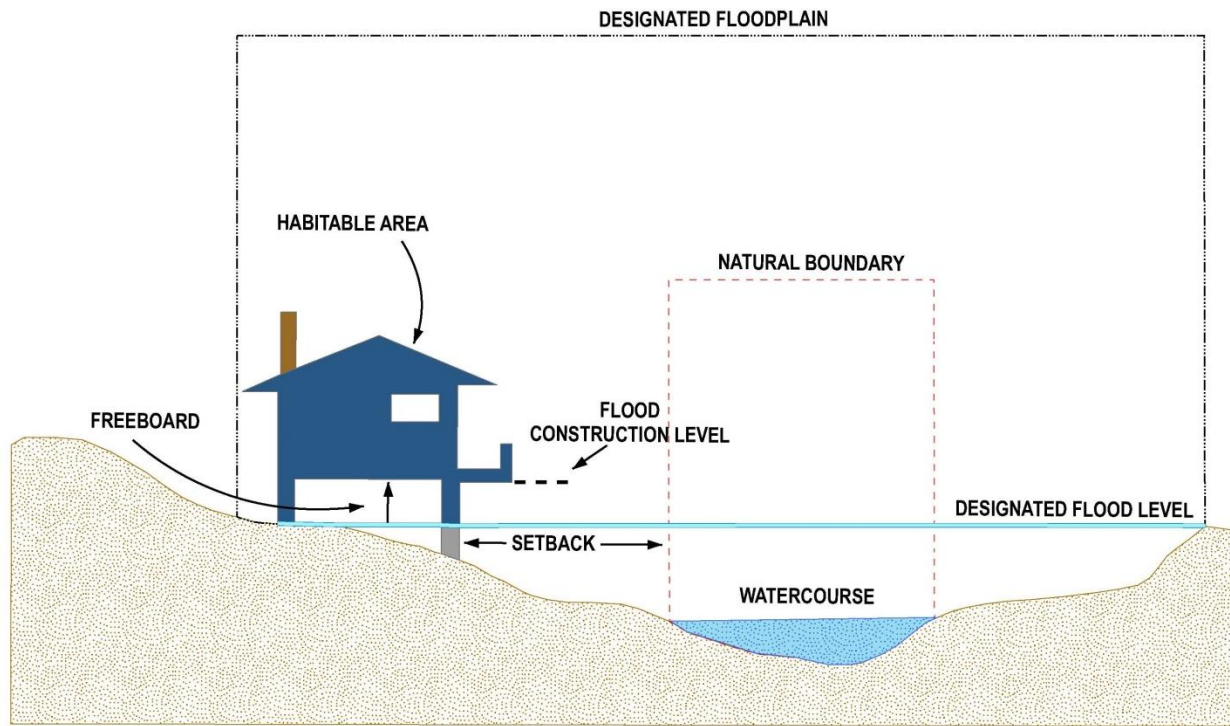 DESIGNATED FLOODPLAIN
HABITABLE AREA
NATURAL BOUNDARY
FREEBOARD
FLOOD
CONSTRUCTION LEVEL
DESIGNATED FLOOD LEVEL
SETBACK
WATERCOURSE